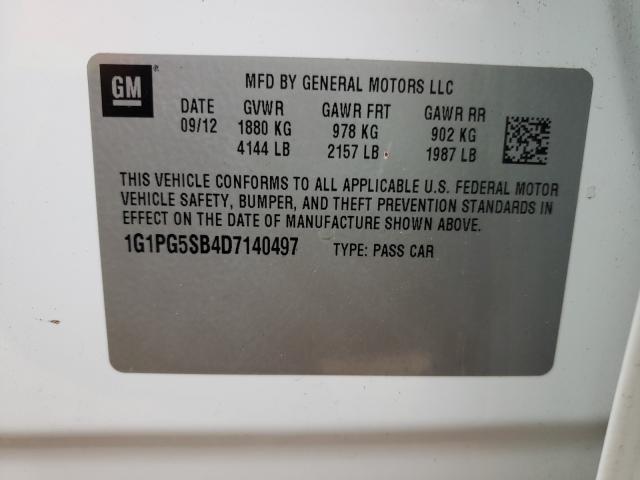 GM
MFD BY GENERAL MOTORS LLC
DATE GVWR GAWR FRT GAWR RR
09/12 1880 KG 978 KG 902 KG
4144 LB 2157 LB 1987 LB
THIS VEHICLE CONFORMS TO ALL APPLICABLE U.S. FEDERAL MOTOR
VEHICLE SAFETY, BUMPER, AND THEFT PREVENTION STANDARDS IN
EFFECT ON THE DATE OF MANUFACTURE SHOWN ABOVE.
1G1PG5SB4D7140497 TYPE: PASS CAR